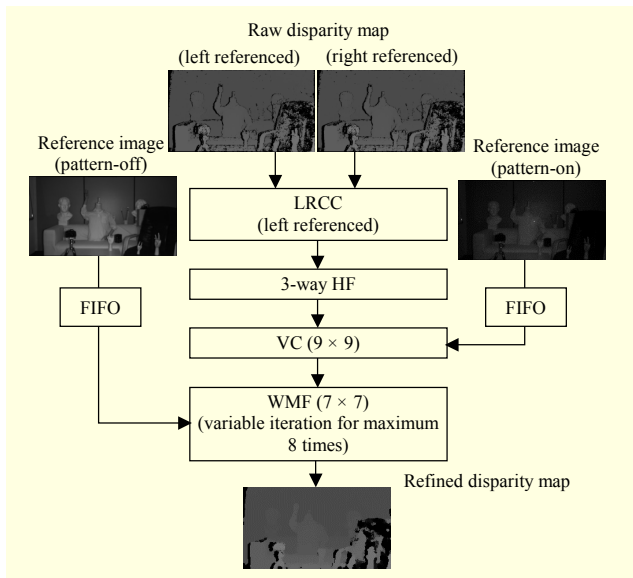 Raw disparity map
(left referenced) (right referenced)
Reference image
(pattern-off)
Reference image
(pattern-on)
LRCC
(left referenced)
3-way HF
FIFO
FIFO
VC (9 × 9)
WMF (7 × 7)
(variable iteration for maximum
8 times)
Refined disparity map